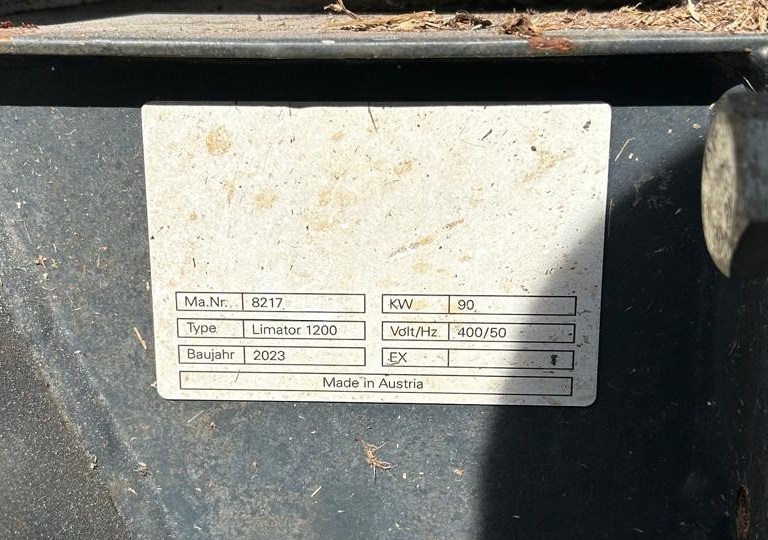 Ma.Nr. 8217 KW 90
Type Limator 1200 Volt/Hz 400/50
Baujahr 2023 EX
Made in Austria